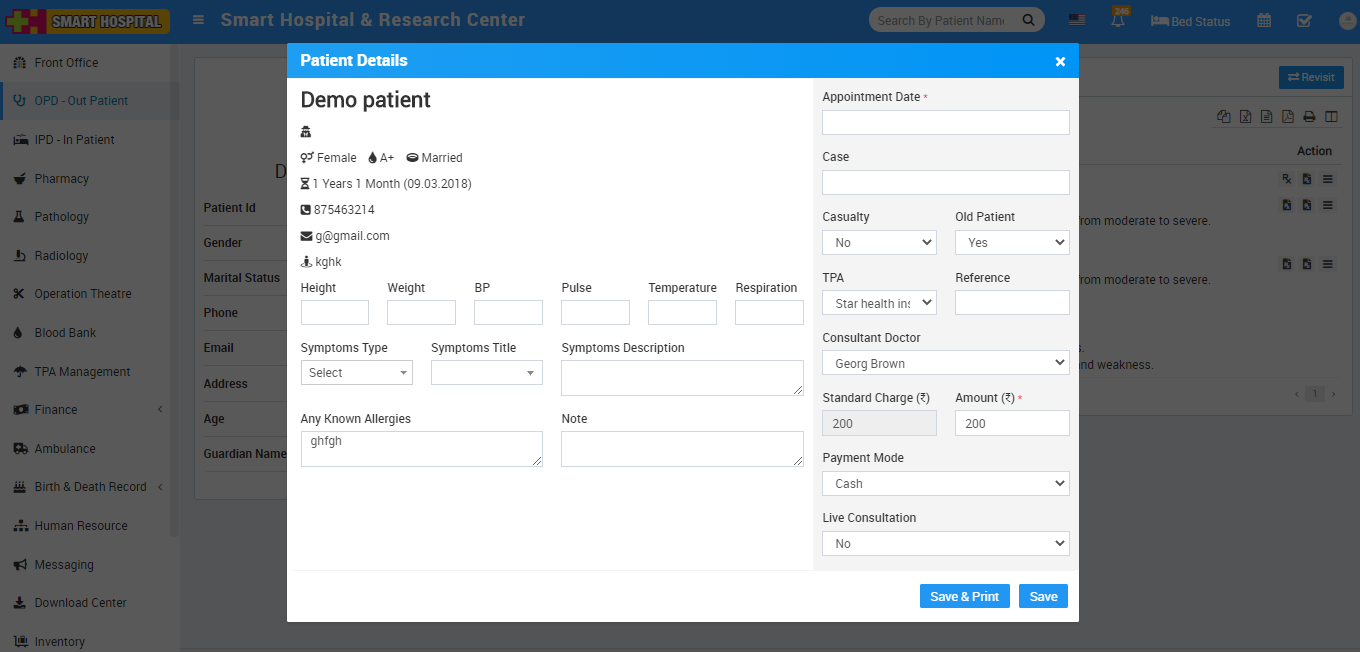 SMART HOSPITAL
Smart Hospital & Research Center
Search By Patient Name
246
Bed Status
Front Office
OPD - Out Patient
IPD - In Patient
Pharmacy
Pathology
Radiology
Operation Theatre
Blood Bank
TPA Management
Finance
Ambulance
Birth & Death Record
Human Resource
Messaging
Download Center
Inventory
D
Patient Id
Gender
Marital Status
Phone
Email
Address
Age
Guardian Name
Patient Details
×
Demo patient
Female A+ Married
1 Years 1 Month (09.03.2018)
875463214
g@gmail.com
kghk
Height Weight BP Pulse Temperature Respiration
Symptoms Type Symptoms Title Symptoms Description
Select
Any Known Allergies Note
ghfgh
Appointment Date *
Case
Casualty Old Patient
No Yes
TPA Reference
Star health ins
Consultant Doctor
Georg Brown
Standard Charge (₹) Amount (₹) *
200 200
Payment Mode
Cash
Live Consultation
No
Save & Print Save
Revisit
Action
rom moderate to severe.
rom moderate to severe.
s.
and weakness.
1